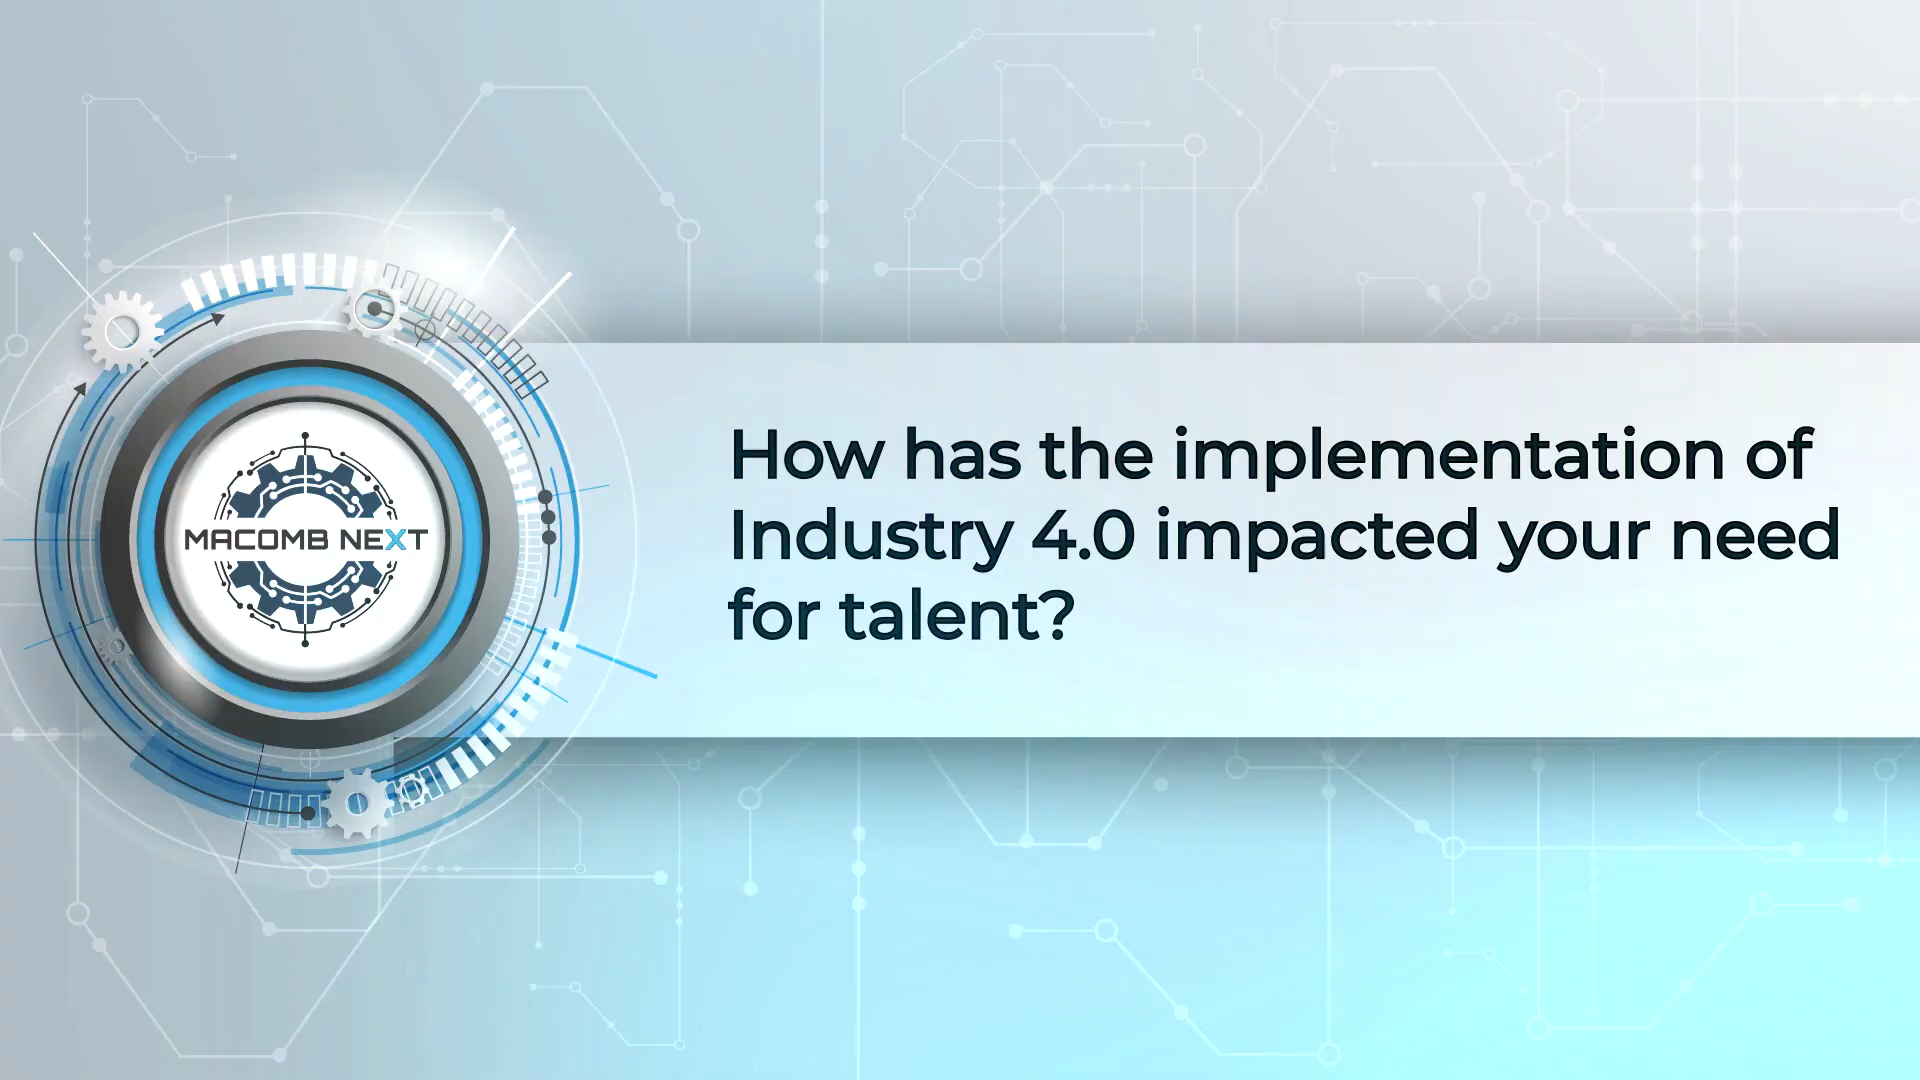 MACOMB NEXT
How has the implementation of
Industry 4.0 impacted your need
for talent?